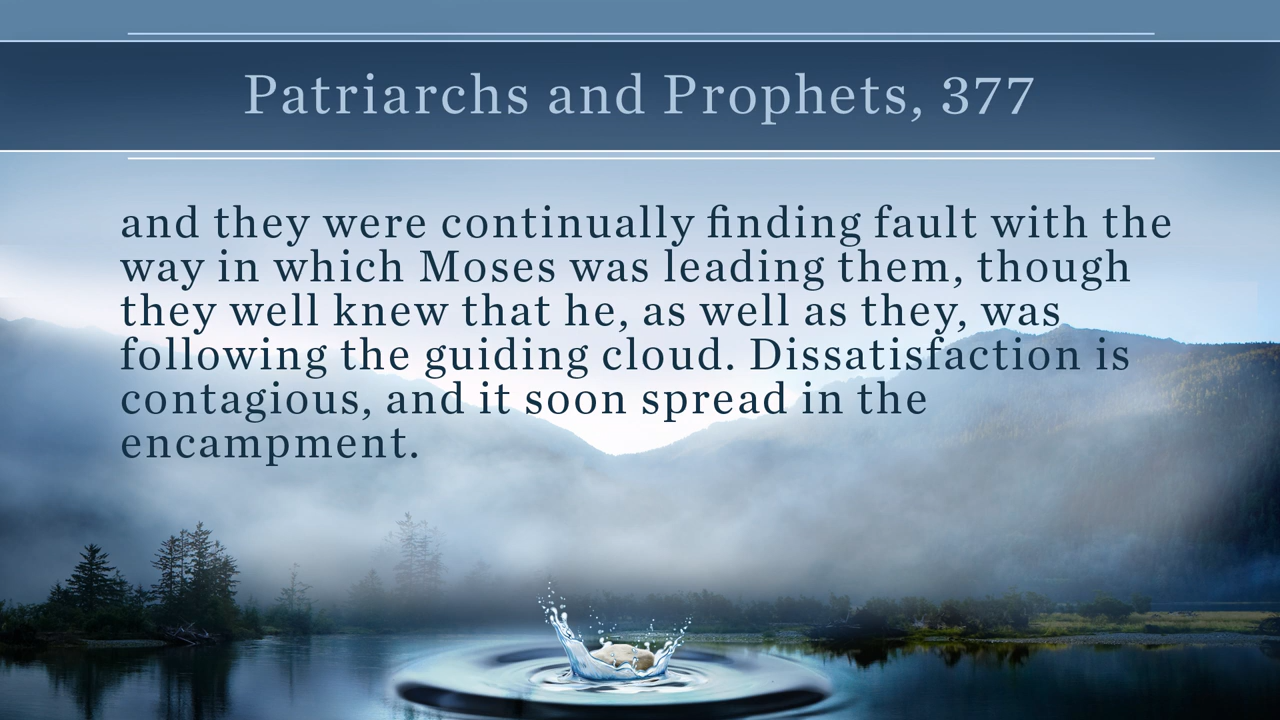 Patriarchs and Prophets, 377
and they were continually finding fault with the
way in which Moses was leading them, though
they well knew that he, as well as they, was
following the guiding cloud. Dissatisfaction is
contagious, and it soon spread in the
encampment.